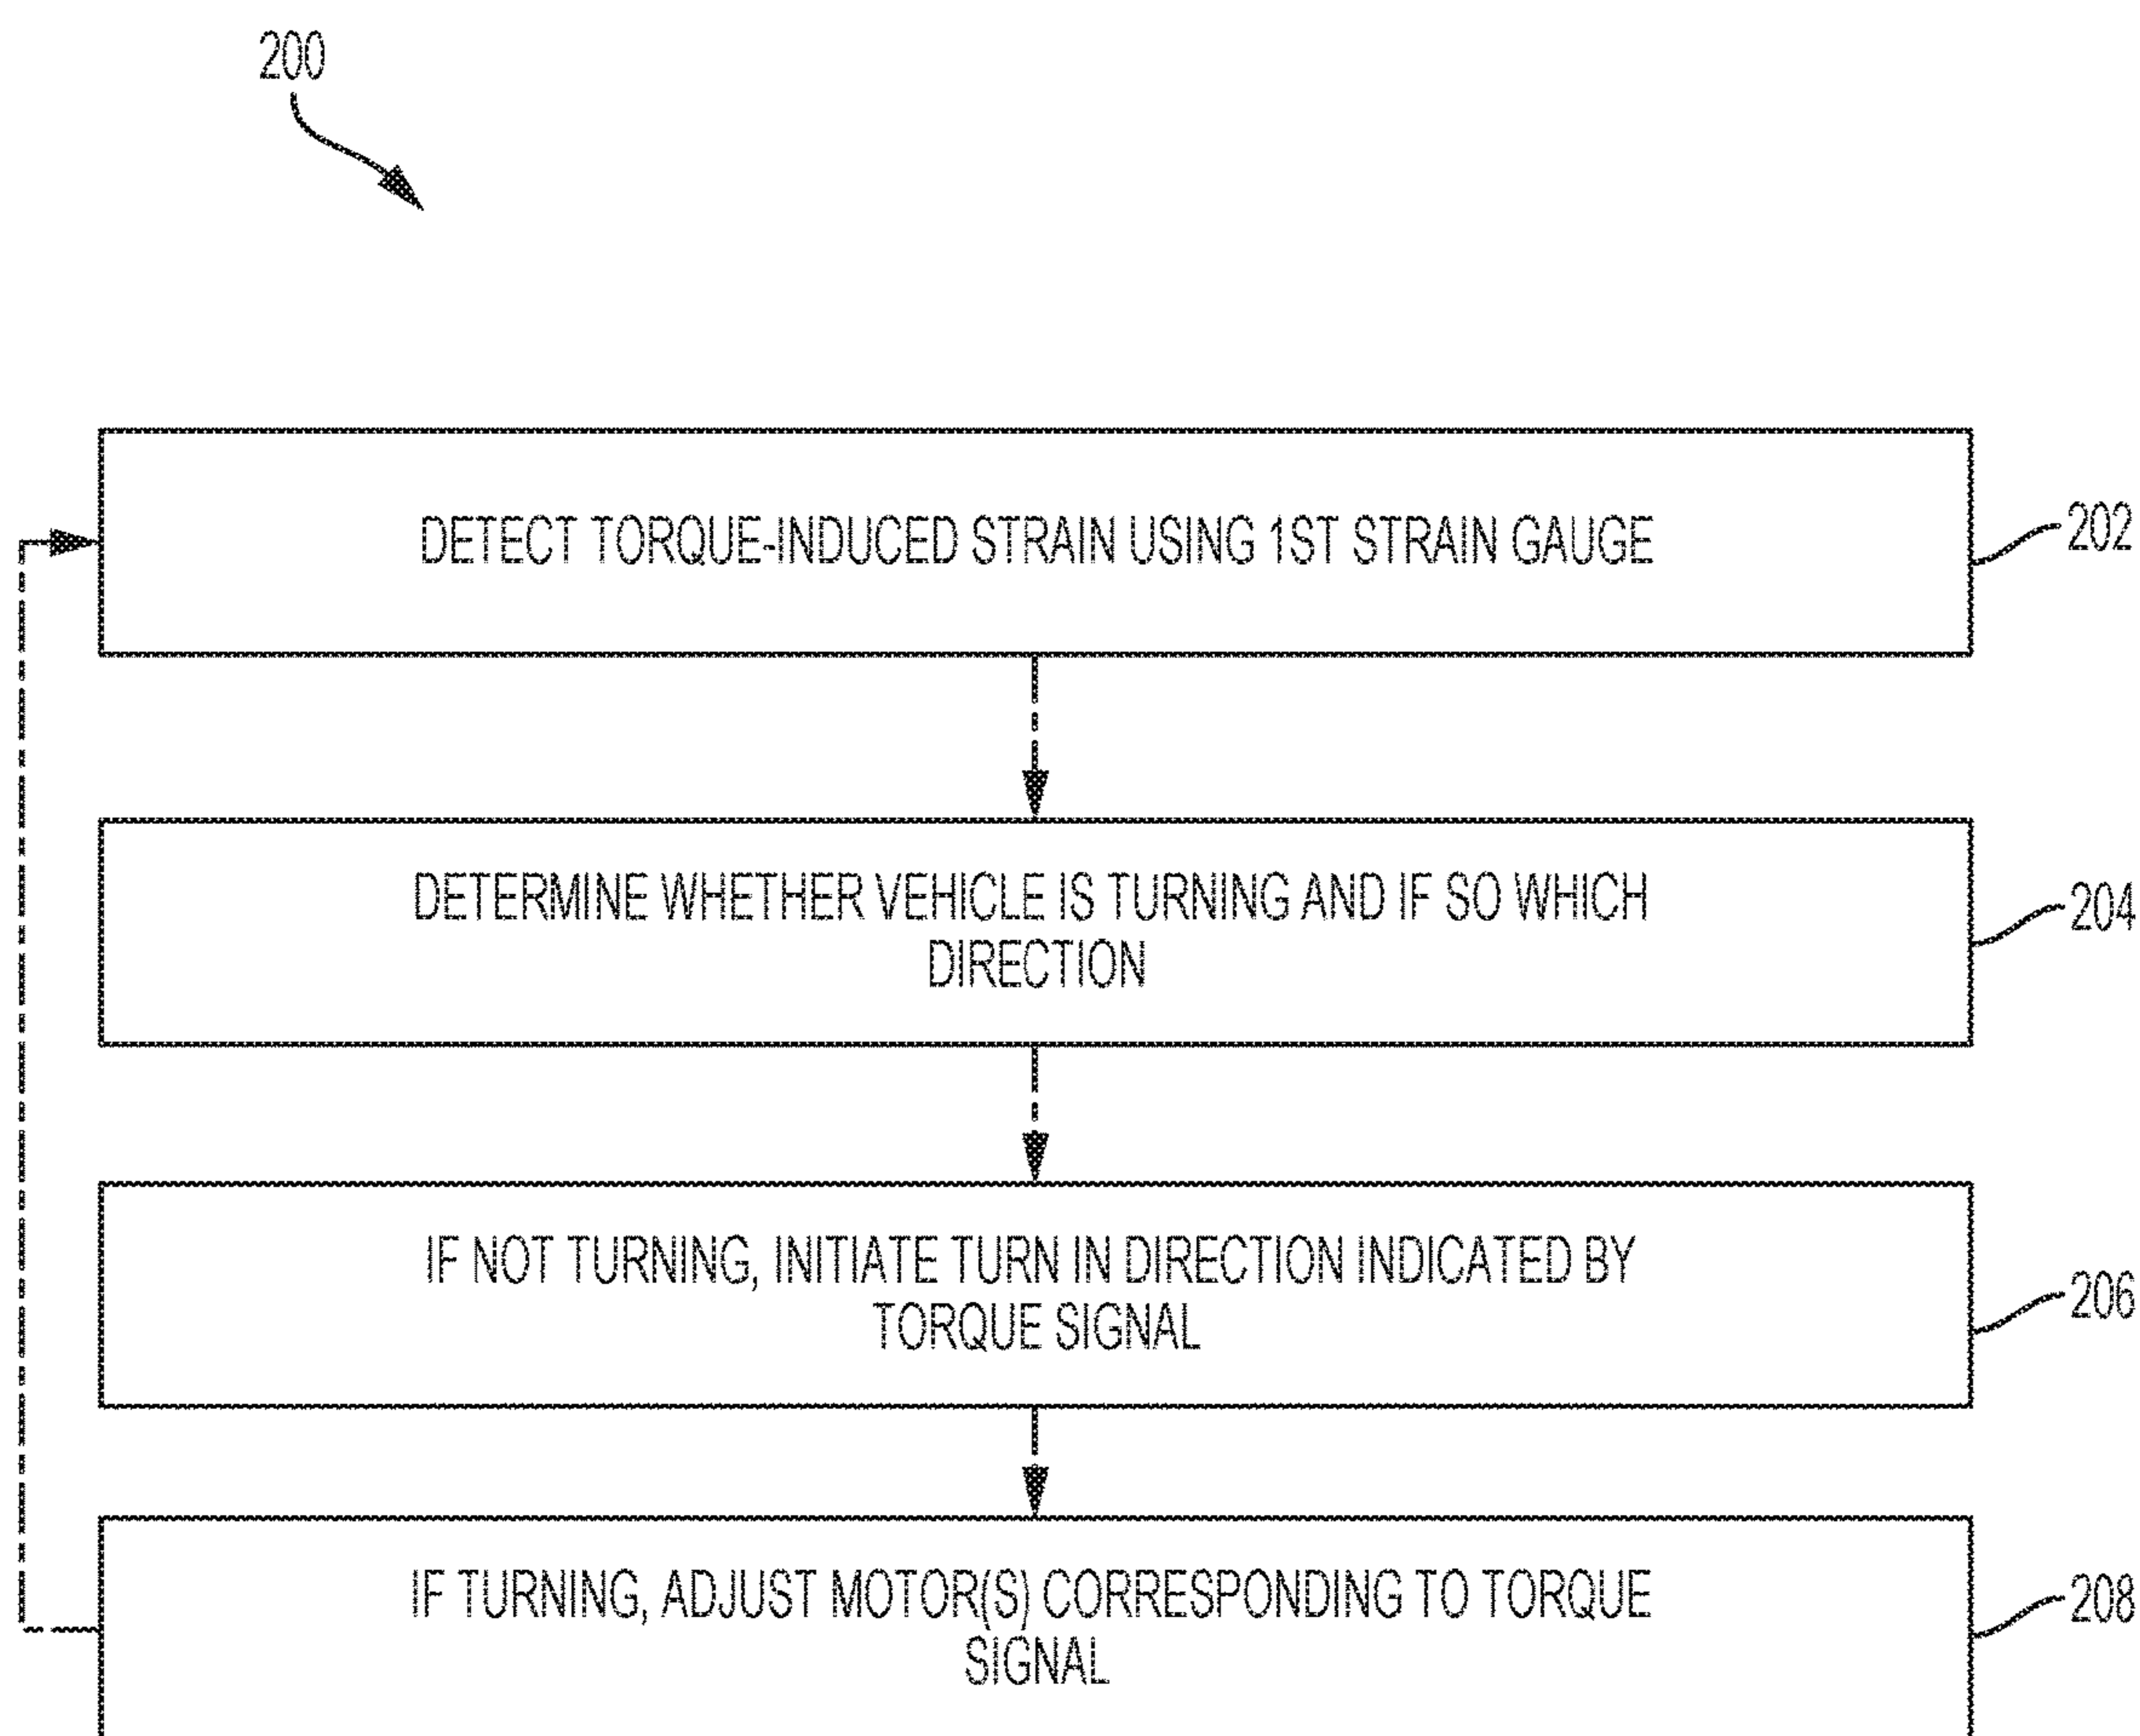 200
DETECT TORQUE-INDUCED STRAIN USING 1ST STRAIN GAUGE
202
DETERMINE WHETHER VEHICLE IS TURNING AND IF SO WHICH
DIRECTION
204
IF NOT TURNING, INITIATE TURN IN DIRECTION INDICATED BY
TORQUE SIGNAL
206
IF TURNING, ADJUST MOTOR(S) CORRESPONDING TO TORQUE
SIGNAL
208